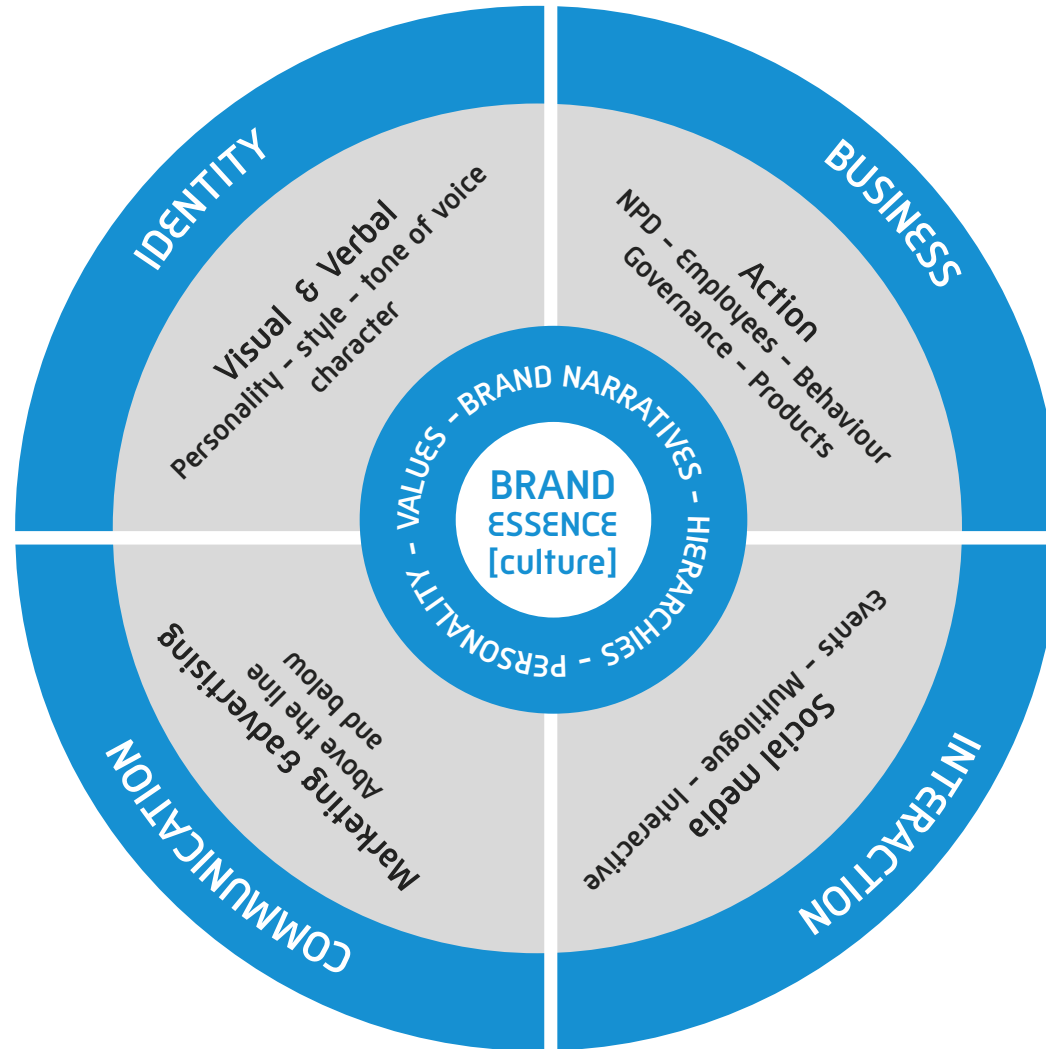 IDENTITY
Visual & Verbal
Personality - style - tone of voice
character
BUSINESS
Action
NPD - Employees - Behaviour
Governance - Products
BRAND NARRATIVES - HIERARCHIES - PERSONALITY - VALUES -
BRAND
ESSENCE
[culture]
COMMUNICATION
Marketing & advertising
Above the line
and below
INTERACTION
Social media
Events - Multilogue - Interactive